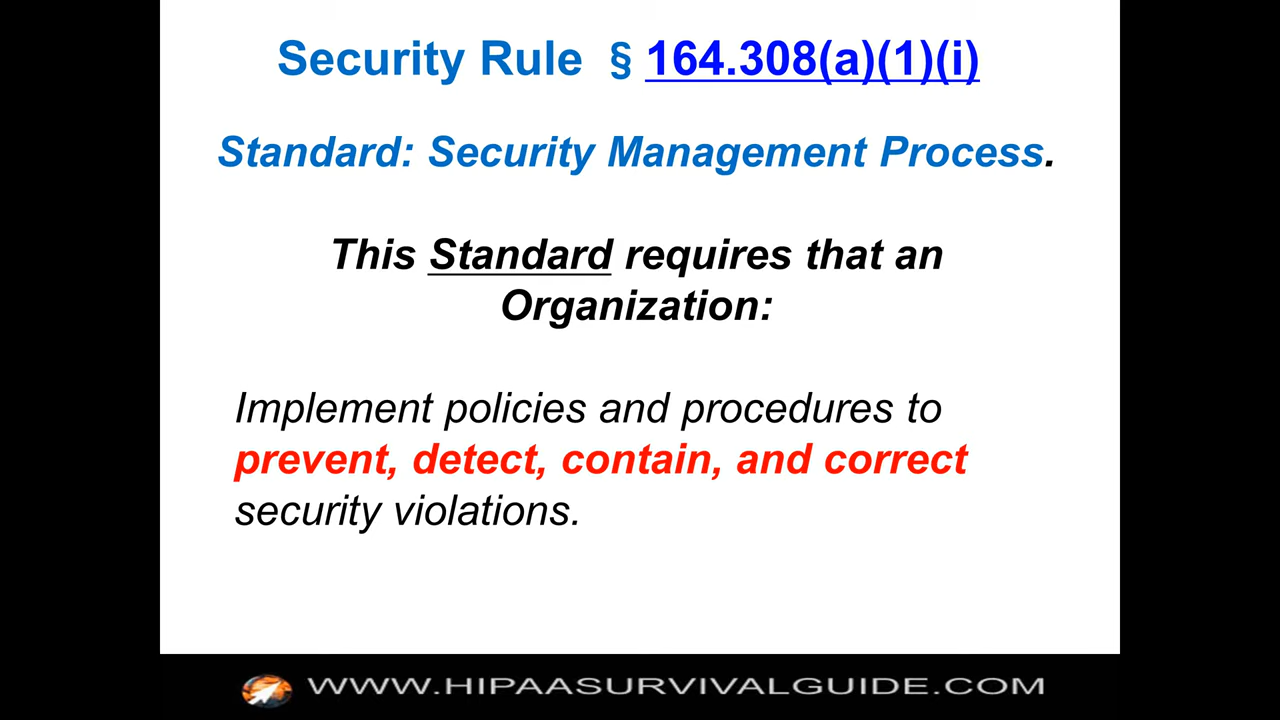 Security Rule § 164.308(a)(1)(i)
Standard: Security Management Process.
This Standard requires that an
Organization:
Implement policies and procedures to
prevent, detect, contain, and correct
security violations.
WWW.HIPAASURVIVALGUIDE.COM